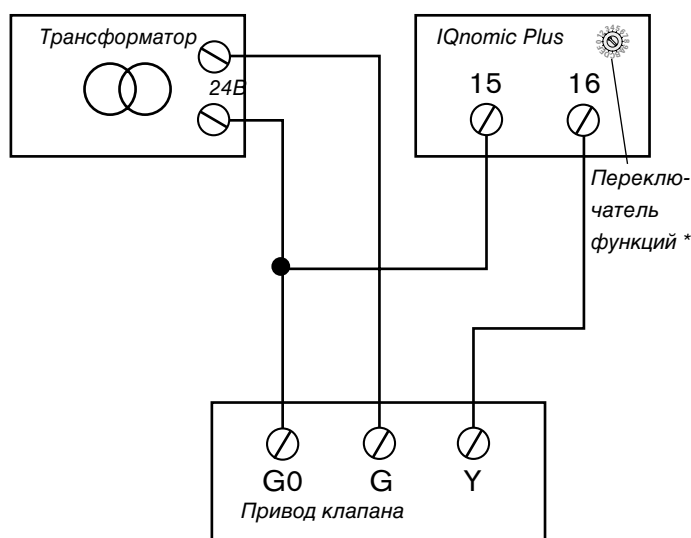 Трансформатор
24В
IQnomic Plus
15 16
Переклю-
чатель
функций *
G0 G Y
Привод клапана